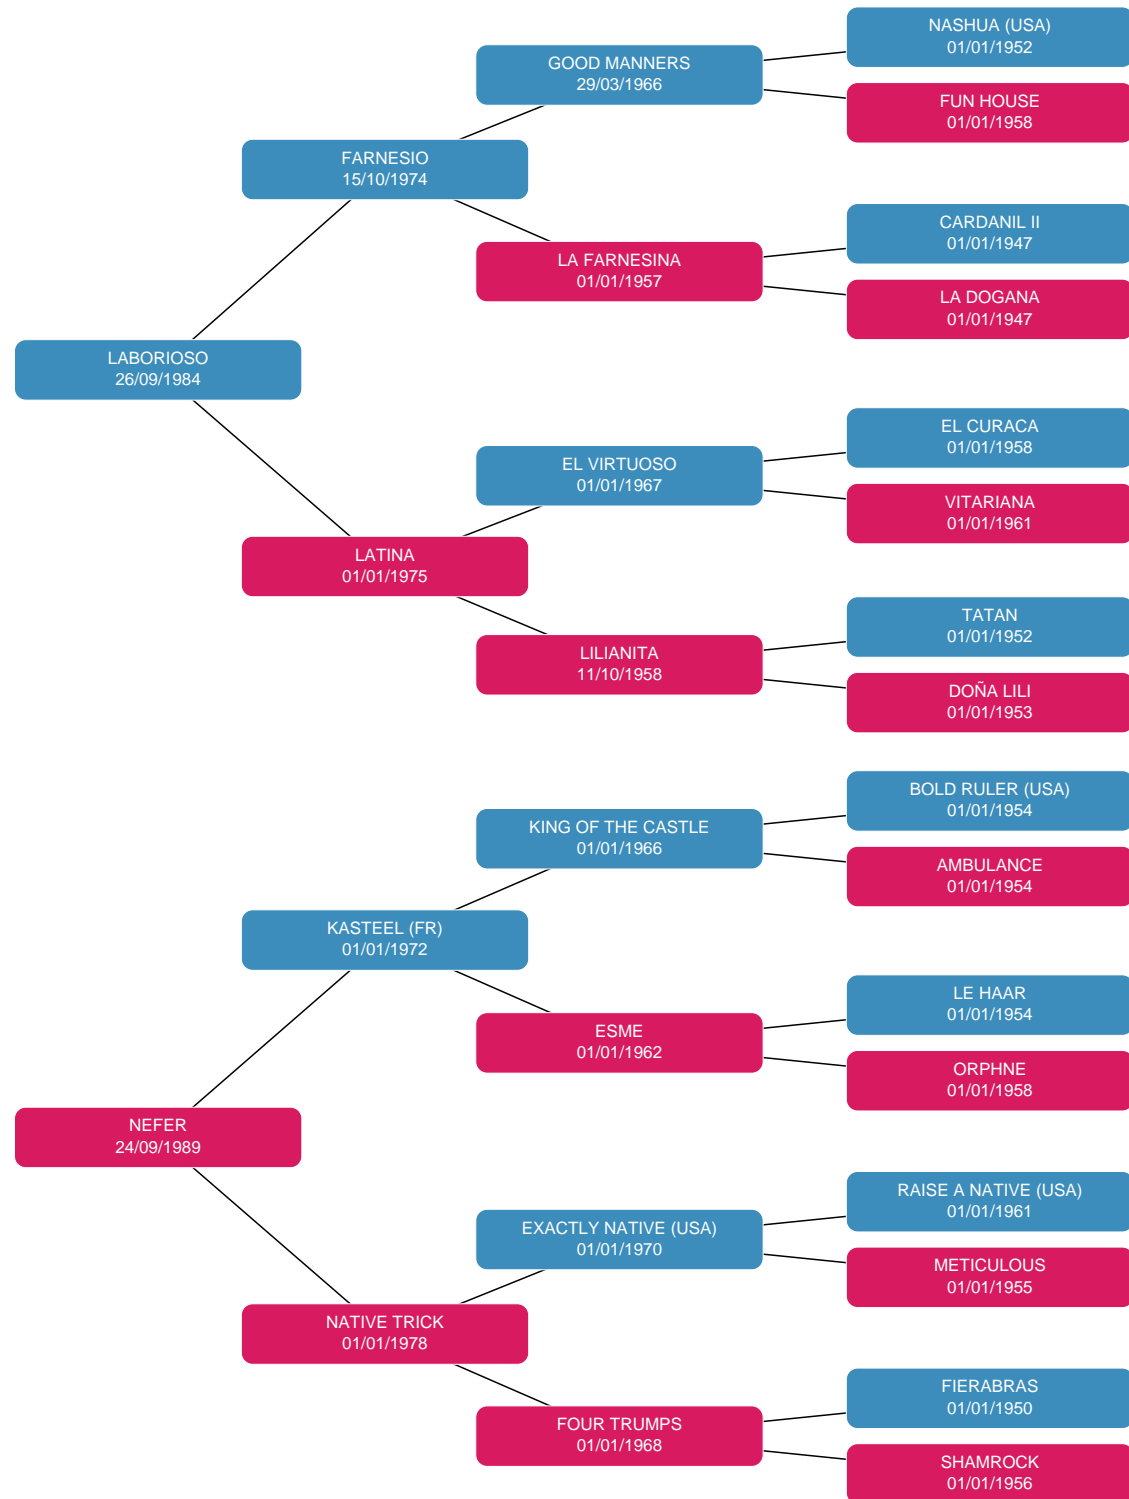 NASHUA (USA)
01/01/1952
GOOD MANNERS
29/03/1966
FUN HOUSE
01/01/1958
FARNESIO
15/10/1974
CARDANIL II
01/01/1947
LA FARNESINA
01/01/1957
LA DOGANA
01/01/1947
LABORIOSO
26/09/1984
EL CURACA
01/01/1958
EL VIRTUOSO
01/01/1967
VITARIANA
01/01/1961
LATINA
01/01/1975
TATAN
01/01/1952
LILIANITA
11/10/1958
DOÑA LILI
01/01/1953
BOLD RULER (USA)
01/01/1954
KING OF THE CASTLE
01/01/1966
AMBULANCE
01/01/1954
KASTEEL (FR)
01/01/1972
LE HAAR
01/01/1954
ESME
01/01/1962
ORPHNE
01/01/1958
NEFER
24/09/1989
RAISE A NATIVE (USA)
01/01/1961
EXACTLY NATIVE (USA)
01/01/1970
METICULOUS
01/01/1955
NATIVE TRICK
01/01/1978
FIERABRAS
01/01/1950
FOUR TRUMPS
01/01/1968
SHAMROCK
01/01/1956